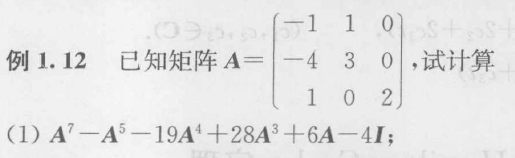 例 1.12 已知矩阵 A= (-1 1 0
-4 3 0
1 0 2) ,试计算
(1) A⁷-A⁵-19A⁴+28A³+6A-4I;